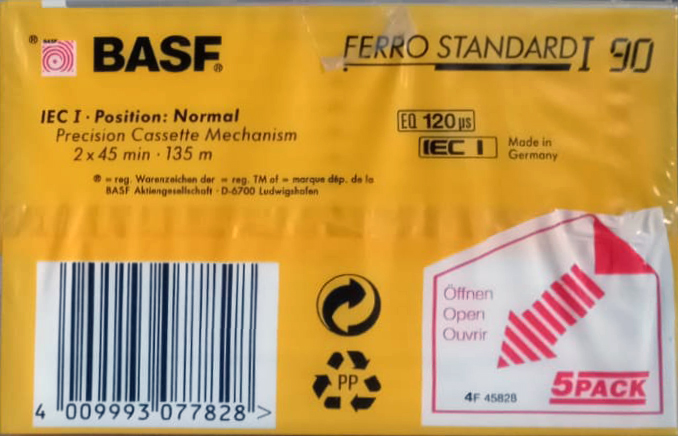 ® BASF ®
FERRO STANDARD I 90
IEC I · Position: Normal
Precision Cassette Mechanism
2 x 45 min · 135 m
EQ 120 µs
IEC I
Made in
Germany
® = reg. Warenzeichen der = reg. TM of = marque dép. de la
BASF Aktiengesellschaft · D-6700 Ludwigshafen
Öffnen
Open
Ouvrir
PP
4F 45828
5PACK
4 009993 077828 >